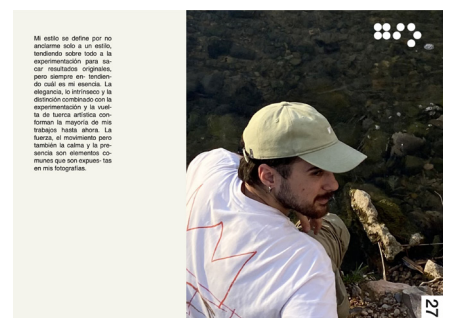 Mi estilo se define por no
anclarme solo a un estilo,
tendiendo sobre todo a la
experimentación para sa-
car resultados originales,
pero siempre en- tendien-
do cuál es mi esencia. La
elegancia, lo intrínseco y la
distinción combinado con la
experimentación y la vuel-
ta de tuerca artística con-
forman la mayoría de mis
trabajos hasta ahora. La
fuerza, el movimiento pero
también la calma y la pre-
sencia son elementos co-
munes que son expues- tas
en mis fotografías.
27